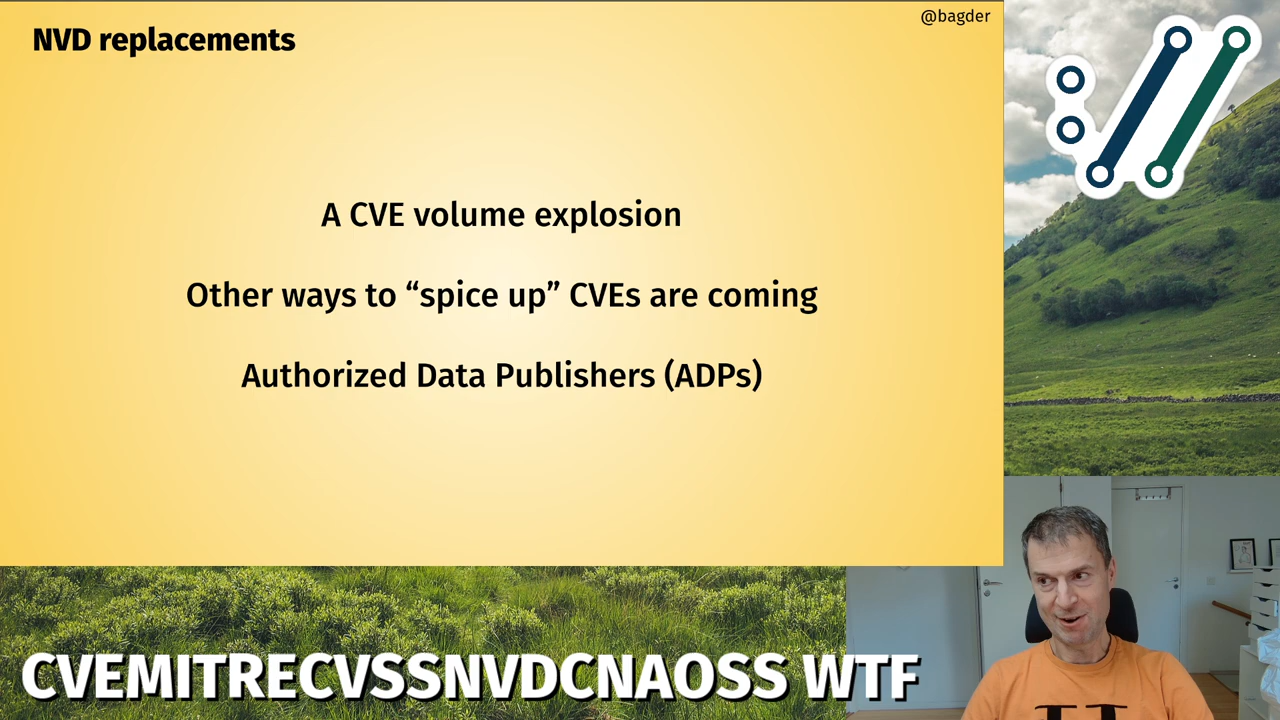 @bagder
NVD replacements
A CVE volume explosion
Other ways to “spice up” CVEs are coming
Authorized Data Publishers (ADPs)
CVEMITRECVSSNVDCNAOSS WTF